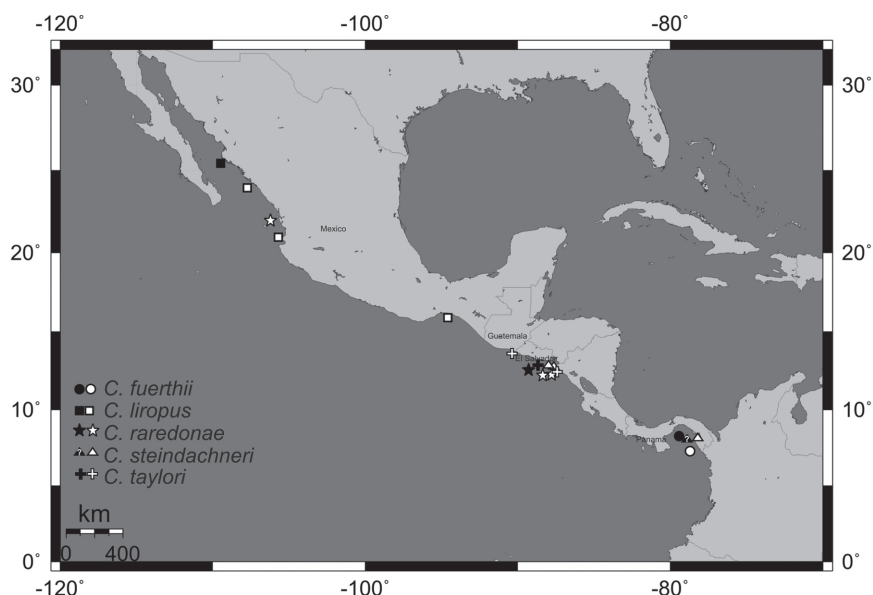 -120° -100° -80°
30° 30°
Mexico
20° 20°
Guatemala
El Salvador
C. fuerthii
C. liropus
10° 10°
C. raredonae
Panama
C. steindachneri
C. taylori
km
0 400
0° 0°
-120° -100° -80°